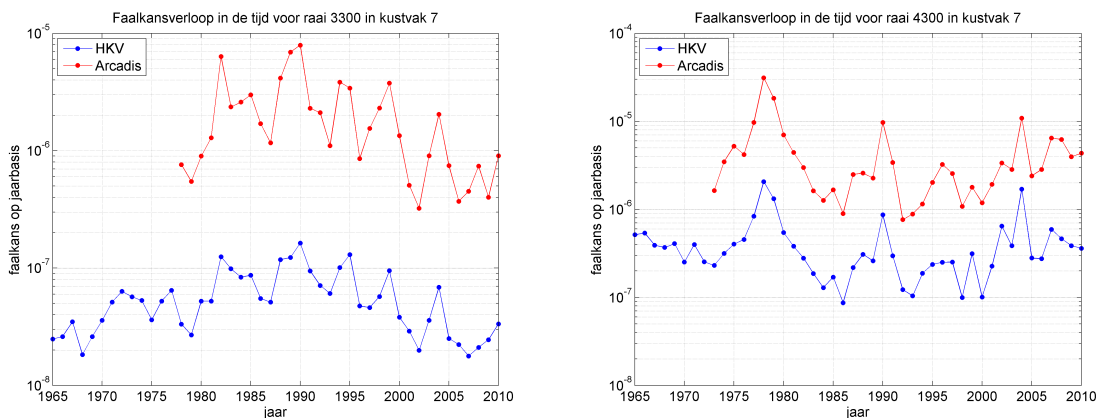 Faalkansverloop in de tijd voor raai 3300 in kustvak 7
HKV
Arcadis
faalkans op jaarbasis
10^-5
10^-6
10^-7
10^-8
1965 1970 1975 1980 1985 1990 1995 2000 2005 2010
jaar
Faalkansverloop in de tijd voor raai 4300 in kustvak 7
HKV
Arcadis
faalkans op jaarbasis
10^-4
10^-5
10^-6
10^-7
10^-8
1965 1970 1975 1980 1985 1990 1995 2000 2005 2010
jaar